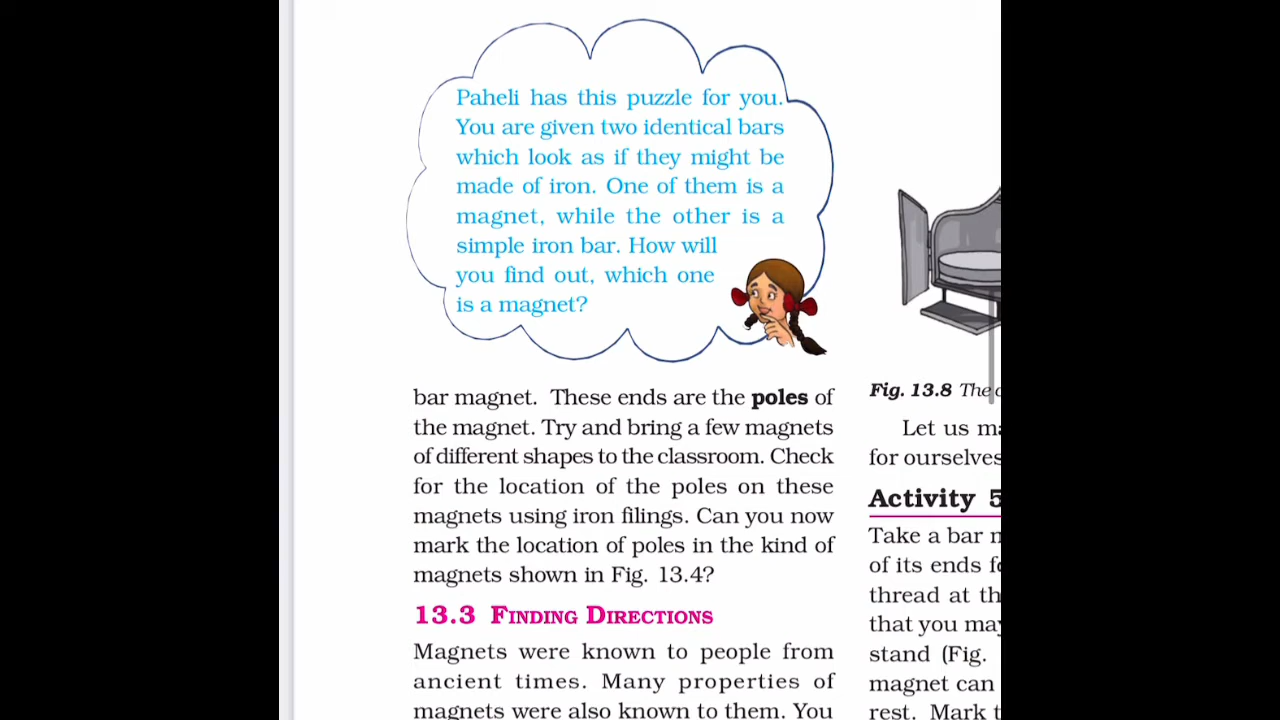 Paheli has this puzzle for you.
You are given two identical bars
which look as if they might be
made of iron. One of them is a
magnet, while the other is a
simple iron bar. How will
you find out, which one
is a magnet?
bar magnet. These ends are the poles of
the magnet. Try and bring a few magnets
of different shapes to the classroom. Check
for the location of the poles on these
magnets using iron filings. Can you now
mark the location of poles in the kind of
magnets shown in Fig. 13.4?
13.3 FINDING DIRECTIONS
Magnets were known to people from
ancient times. Many properties of
magnets were also known to them. You
Fig. 13.8 The
Let us
for ourselves
Activity 5
Take a bar
of its ends
thread at
that you may
stand (Fig.
magnet can
rest. Mark